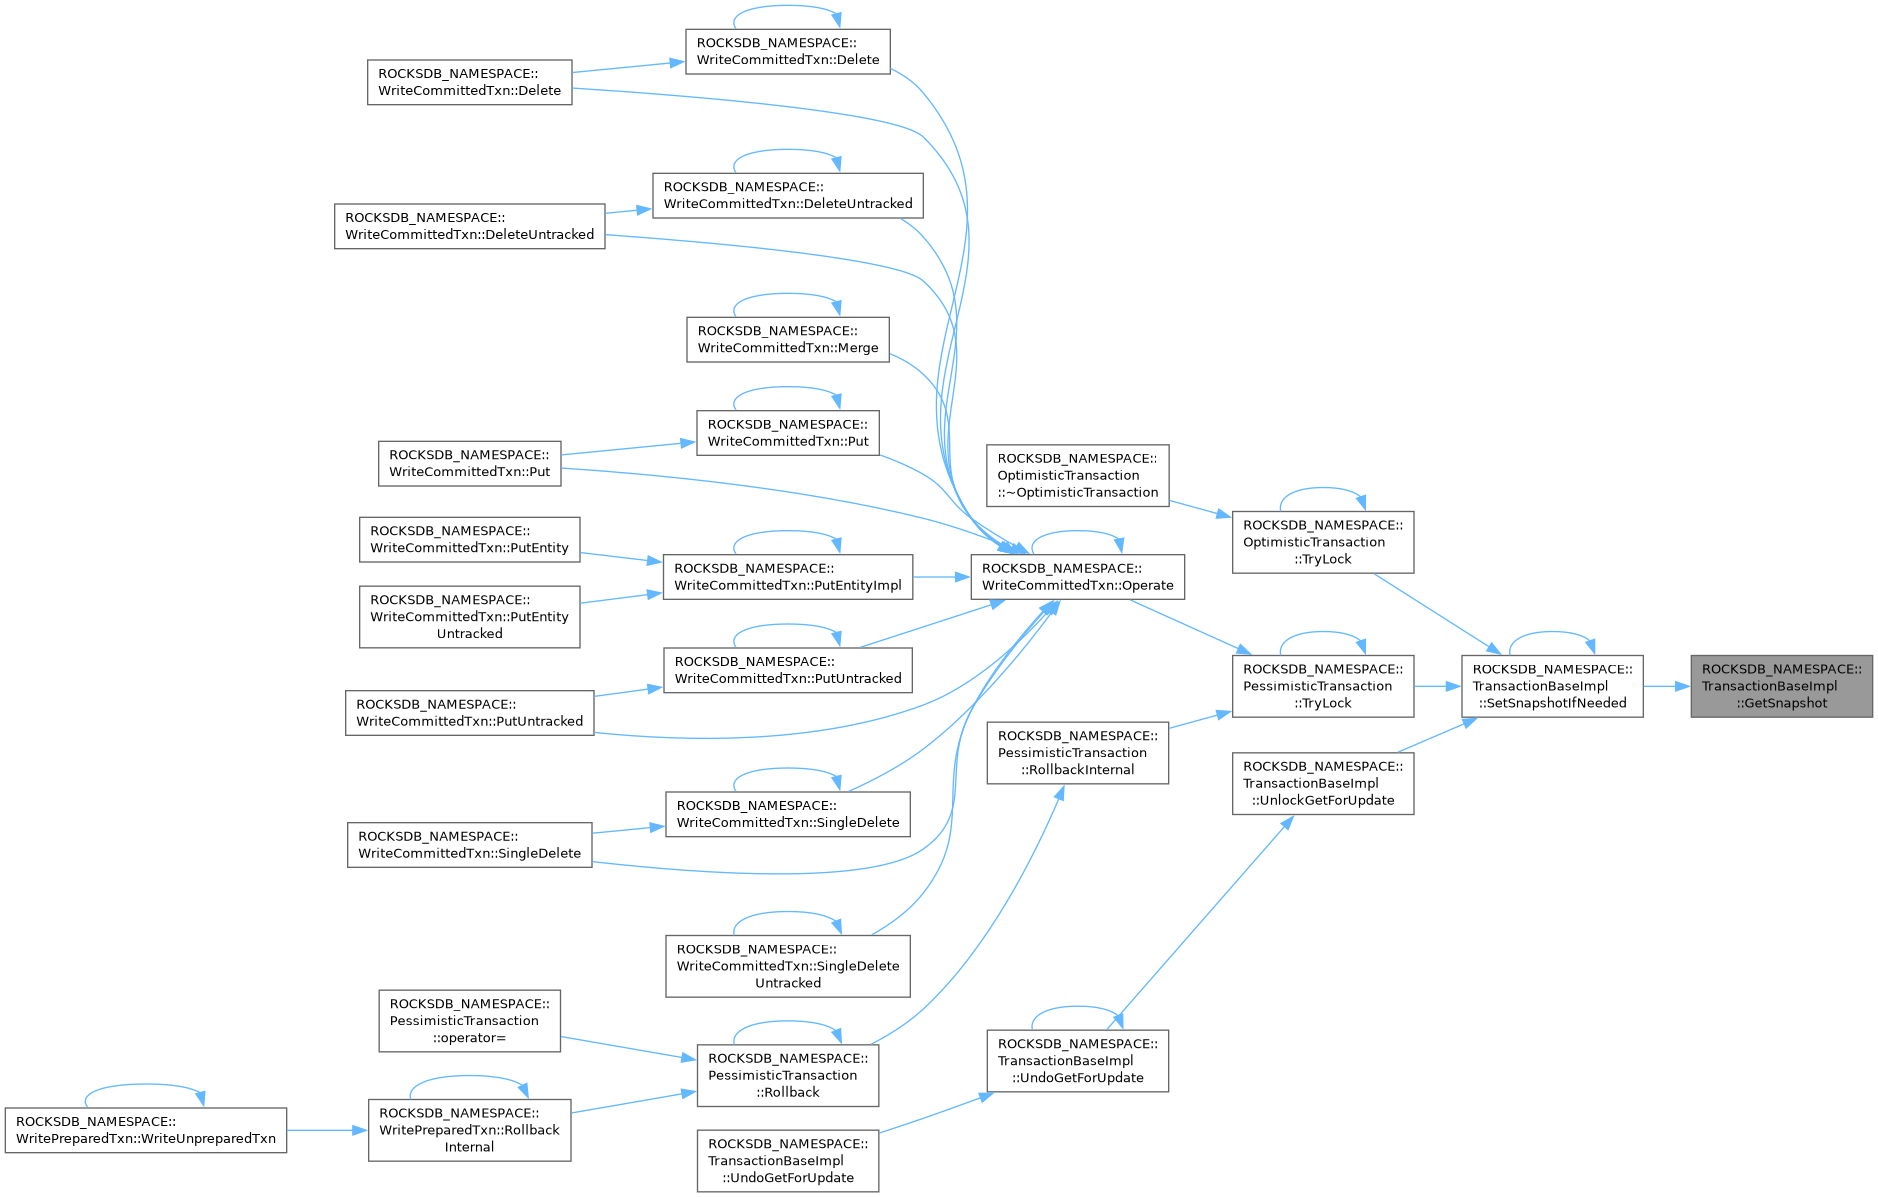 ROCKSDB_NAMESPACE::
WriteCommittedTxn::Delete
ROCKSDB_NAMESPACE::
WriteCommittedTxn::Delete
ROCKSDB_NAMESPACE::
WriteCommittedTxn::DeleteUntracked
ROCKSDB_NAMESPACE::
WriteCommittedTxn::DeleteUntracked
ROCKSDB_NAMESPACE::
WriteCommittedTxn::Merge
ROCKSDB_NAMESPACE::
WriteCommittedTxn::Put
ROCKSDB_NAMESPACE::
WriteCommittedTxn::Put
ROCKSDB_NAMESPACE::
OptimisticTransaction
::~OptimisticTransaction
ROCKSDB_NAMESPACE::
OptimisticTransaction
::TryLock
ROCKSDB_NAMESPACE::
WriteCommittedTxn::PutEntity
ROCKSDB_NAMESPACE::
WriteCommittedTxn::PutEntityImpl
ROCKSDB_NAMESPACE::
WriteCommittedTxn::Operate
ROCKSDB_NAMESPACE::
WriteCommittedTxn::PutEntity
Untracked
ROCKSDB_NAMESPACE::
WriteCommittedTxn::PutUntracked
ROCKSDB_NAMESPACE::
PessimisticTransaction
::TryLock
ROCKSDB_NAMESPACE::
TransactionBaseImpl
::SetSnapshotIfNeeded
ROCKSDB_NAMESPACE::
TransactionBaseImpl
::GetSnapshot
ROCKSDB_NAMESPACE::
WriteCommittedTxn::PutUntracked
ROCKSDB_NAMESPACE::
PessimisticTransaction
::RollbackInternal
ROCKSDB_NAMESPACE::
TransactionBaseImpl
::UnlockGetForUpdate
ROCKSDB_NAMESPACE::
WriteCommittedTxn::SingleDelete
ROCKSDB_NAMESPACE::
WriteCommittedTxn::SingleDelete
ROCKSDB_NAMESPACE::
WriteCommittedTxn::SingleDelete
Untracked
ROCKSDB_NAMESPACE::
PessimisticTransaction
::operator=
ROCKSDB_NAMESPACE::
PessimisticTransaction
::Rollback
ROCKSDB_NAMESPACE::
TransactionBaseImpl
::UndoGetForUpdate
ROCKSDB_NAMESPACE::
WritePreparedTxn::WriteUnpreparedTxn
ROCKSDB_NAMESPACE::
WritePreparedTxn::Rollback
Internal
ROCKSDB_NAMESPACE::
TransactionBaseImpl
::UndoGetForUpdate